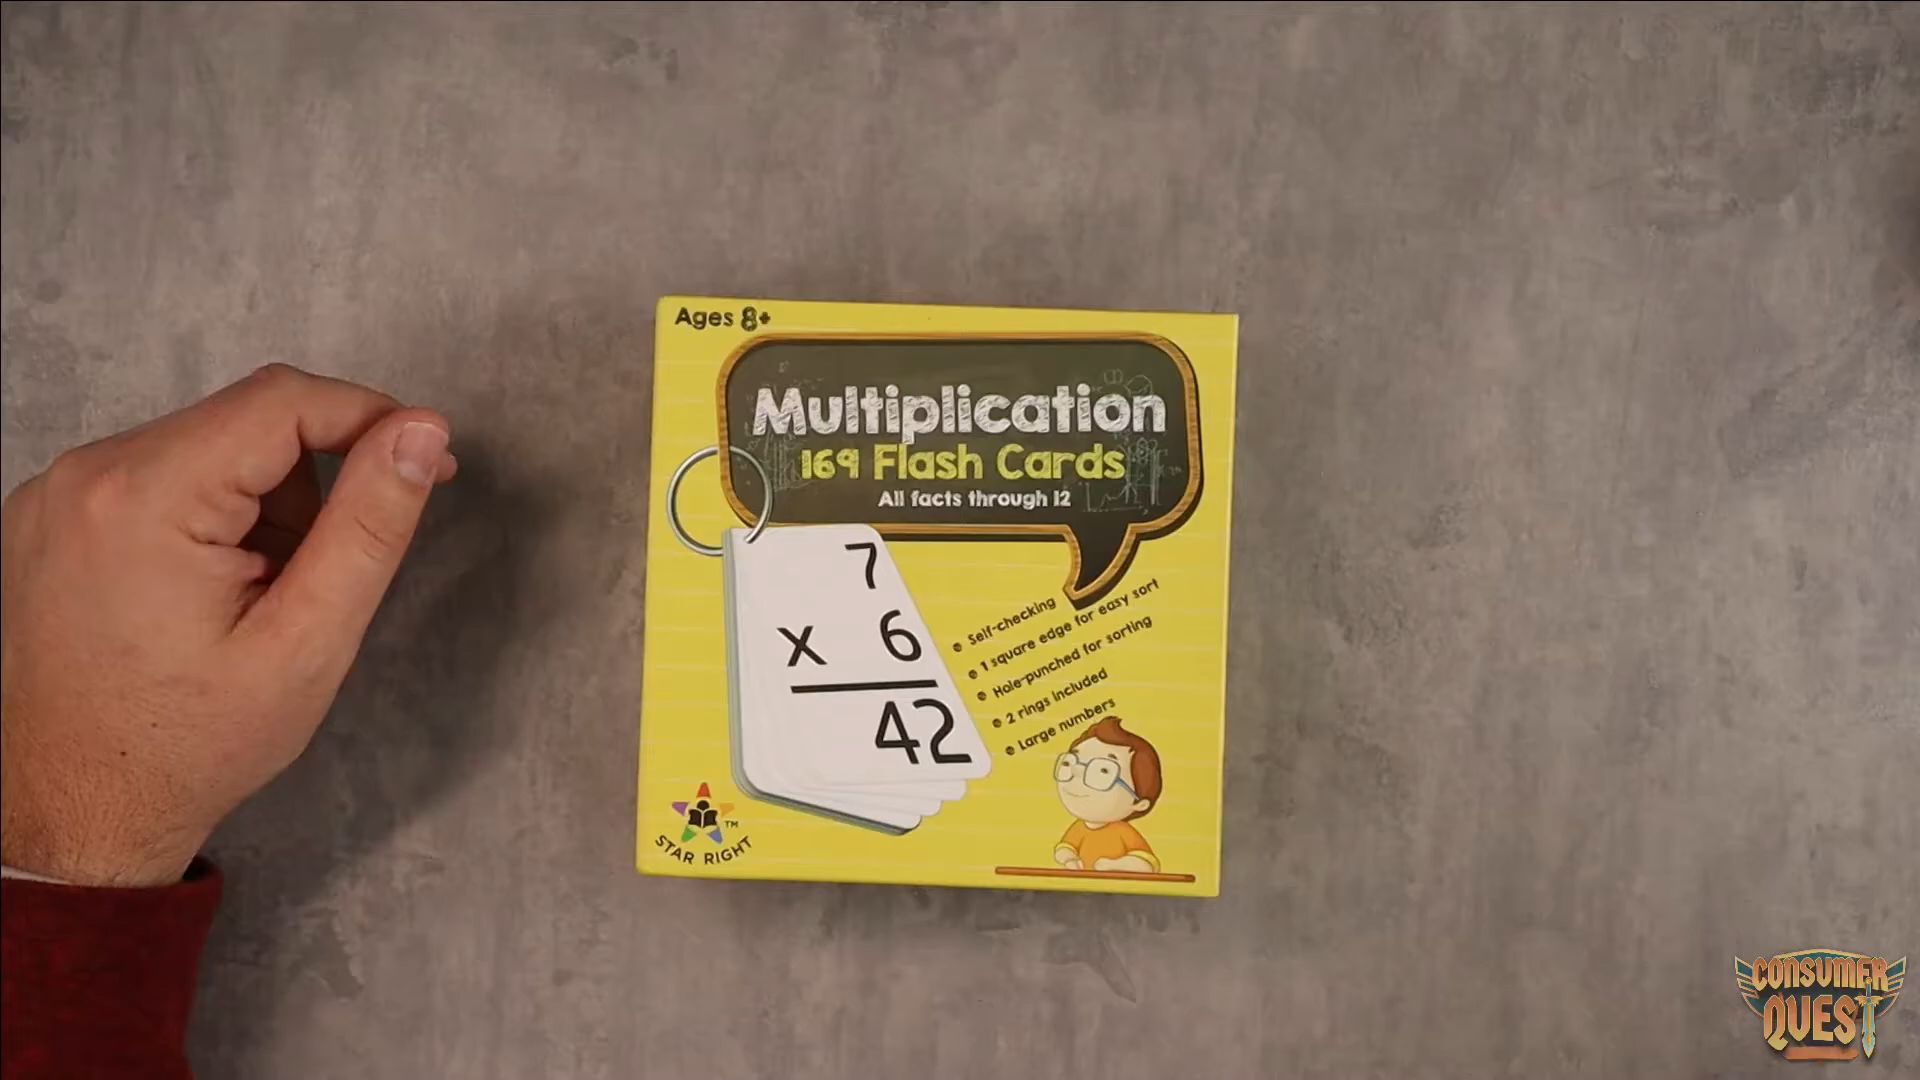 Ages 8+
Multiplication
169 Flash Cards
All facts through 12
7
x 6
42
Self-checking
1 square edge for easy sort
Hole-punched for sorting
2 rings included
Large numbers
STAR RIGHT
TM
CONSUMER
QUEST